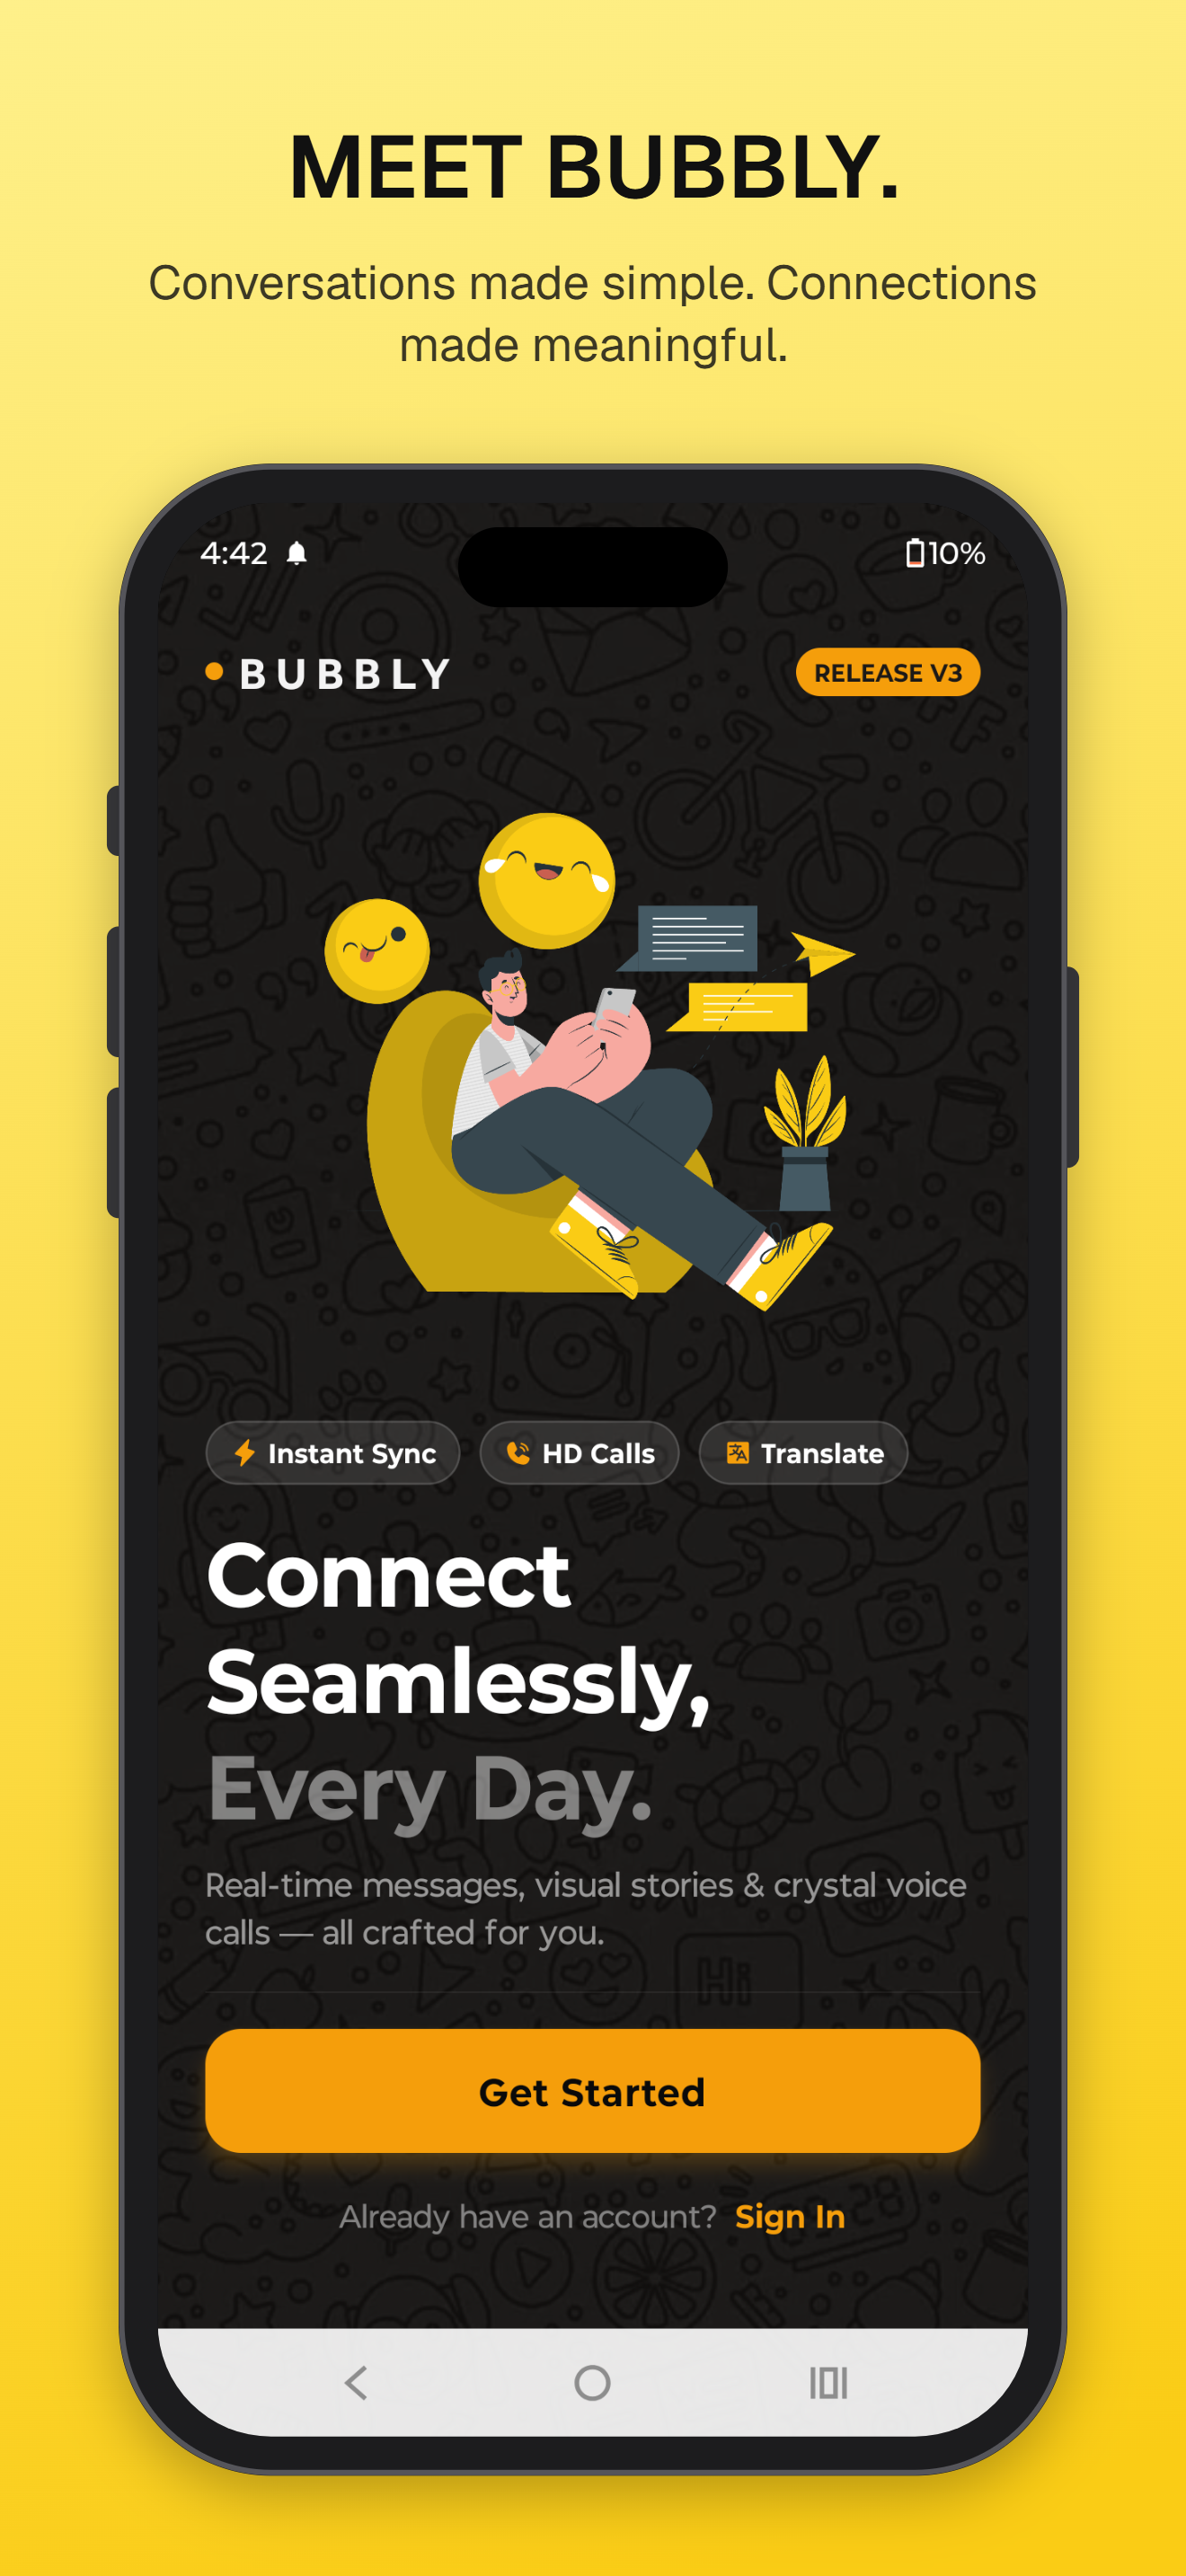 MEET BUBBLY.
Conversations made simple. Connections
made meaningful.
4:42
10%
BUBBLY
RELEASE V3
Instant Sync
HD Calls
Translate
Connect
Seamlessly,
Every Day.
Real-time messages, visual stories & crystal voice
calls — all crafted for you.
Hi
Get Started
Already have an account? Sign In